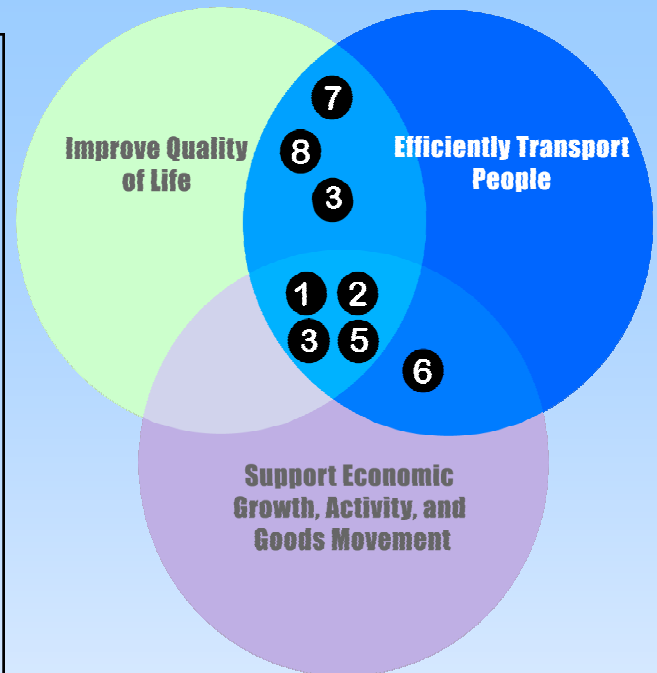 7
8
Improve Quality
of Life
Efficiently Transport
People
3
1 2
3 5
6
Support Economic
Growth, Activity, and
Goods Movement